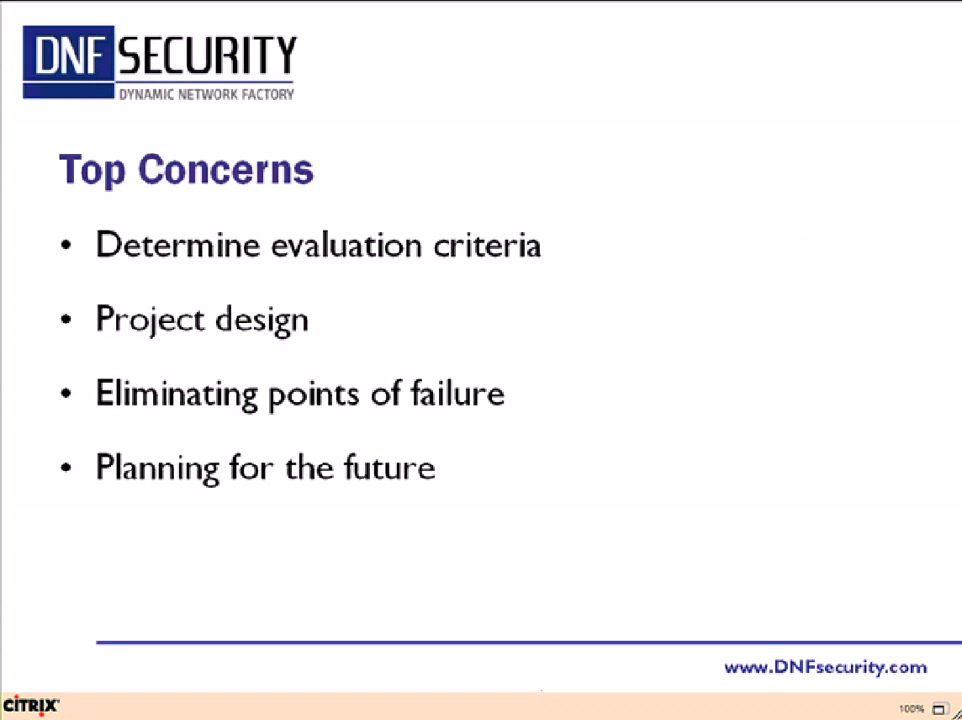 DNF SECURITY
DYNAMIC NETWORK FACTORY
Top Concerns
• Determine evaluation criteria
• Project design
• Eliminating points of failure
• Planning for the future
www.DNFsecurity.com
CITRIX
100%